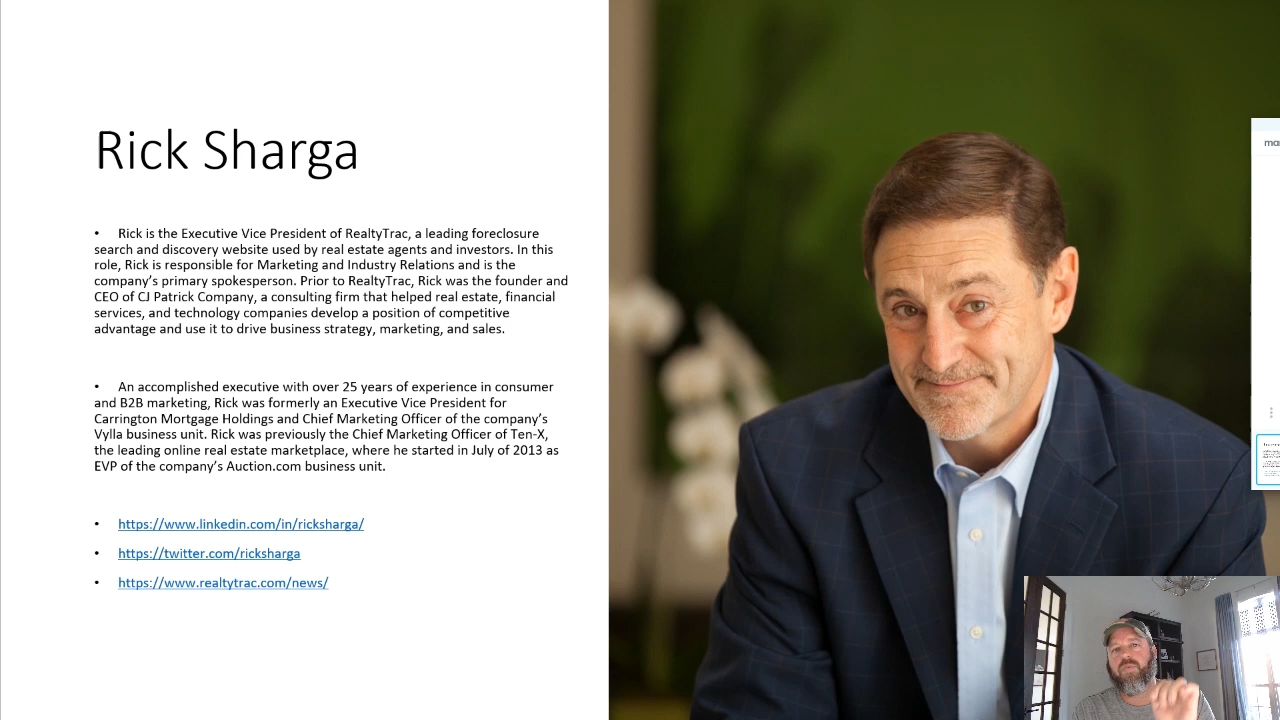 Rick Sharga
• Rick is the Executive Vice President of RealtyTrac, a leading foreclosure
search and discovery website used by real estate agents and investors. In this
role, Rick is responsible for Marketing and Industry Relations and is the
company’s primary spokesperson. Prior to RealtyTrac, Rick was the founder and
CEO of CJ Patrick Company, a consulting firm that helped real estate, financial
services, and technology companies develop a position of competitive
advantage and use it to drive business strategy, marketing, and sales.
• An accomplished executive with over 25 years of experience in consumer
and B2B marketing, Rick was formerly an Executive Vice President for
Carrington Mortgage Holdings and Chief Marketing Officer of the company’s
Vylla business unit. Rick was previously the Chief Marketing Officer of Ten-X,
the leading online real estate marketplace, where he started in July of 2013 as
EVP of the company’s Auction.com business unit.
• https://www.linkedin.com/in/ricksharga/
• https://twitter.com/ricksharga
• https://www.realtytrac.com/news/